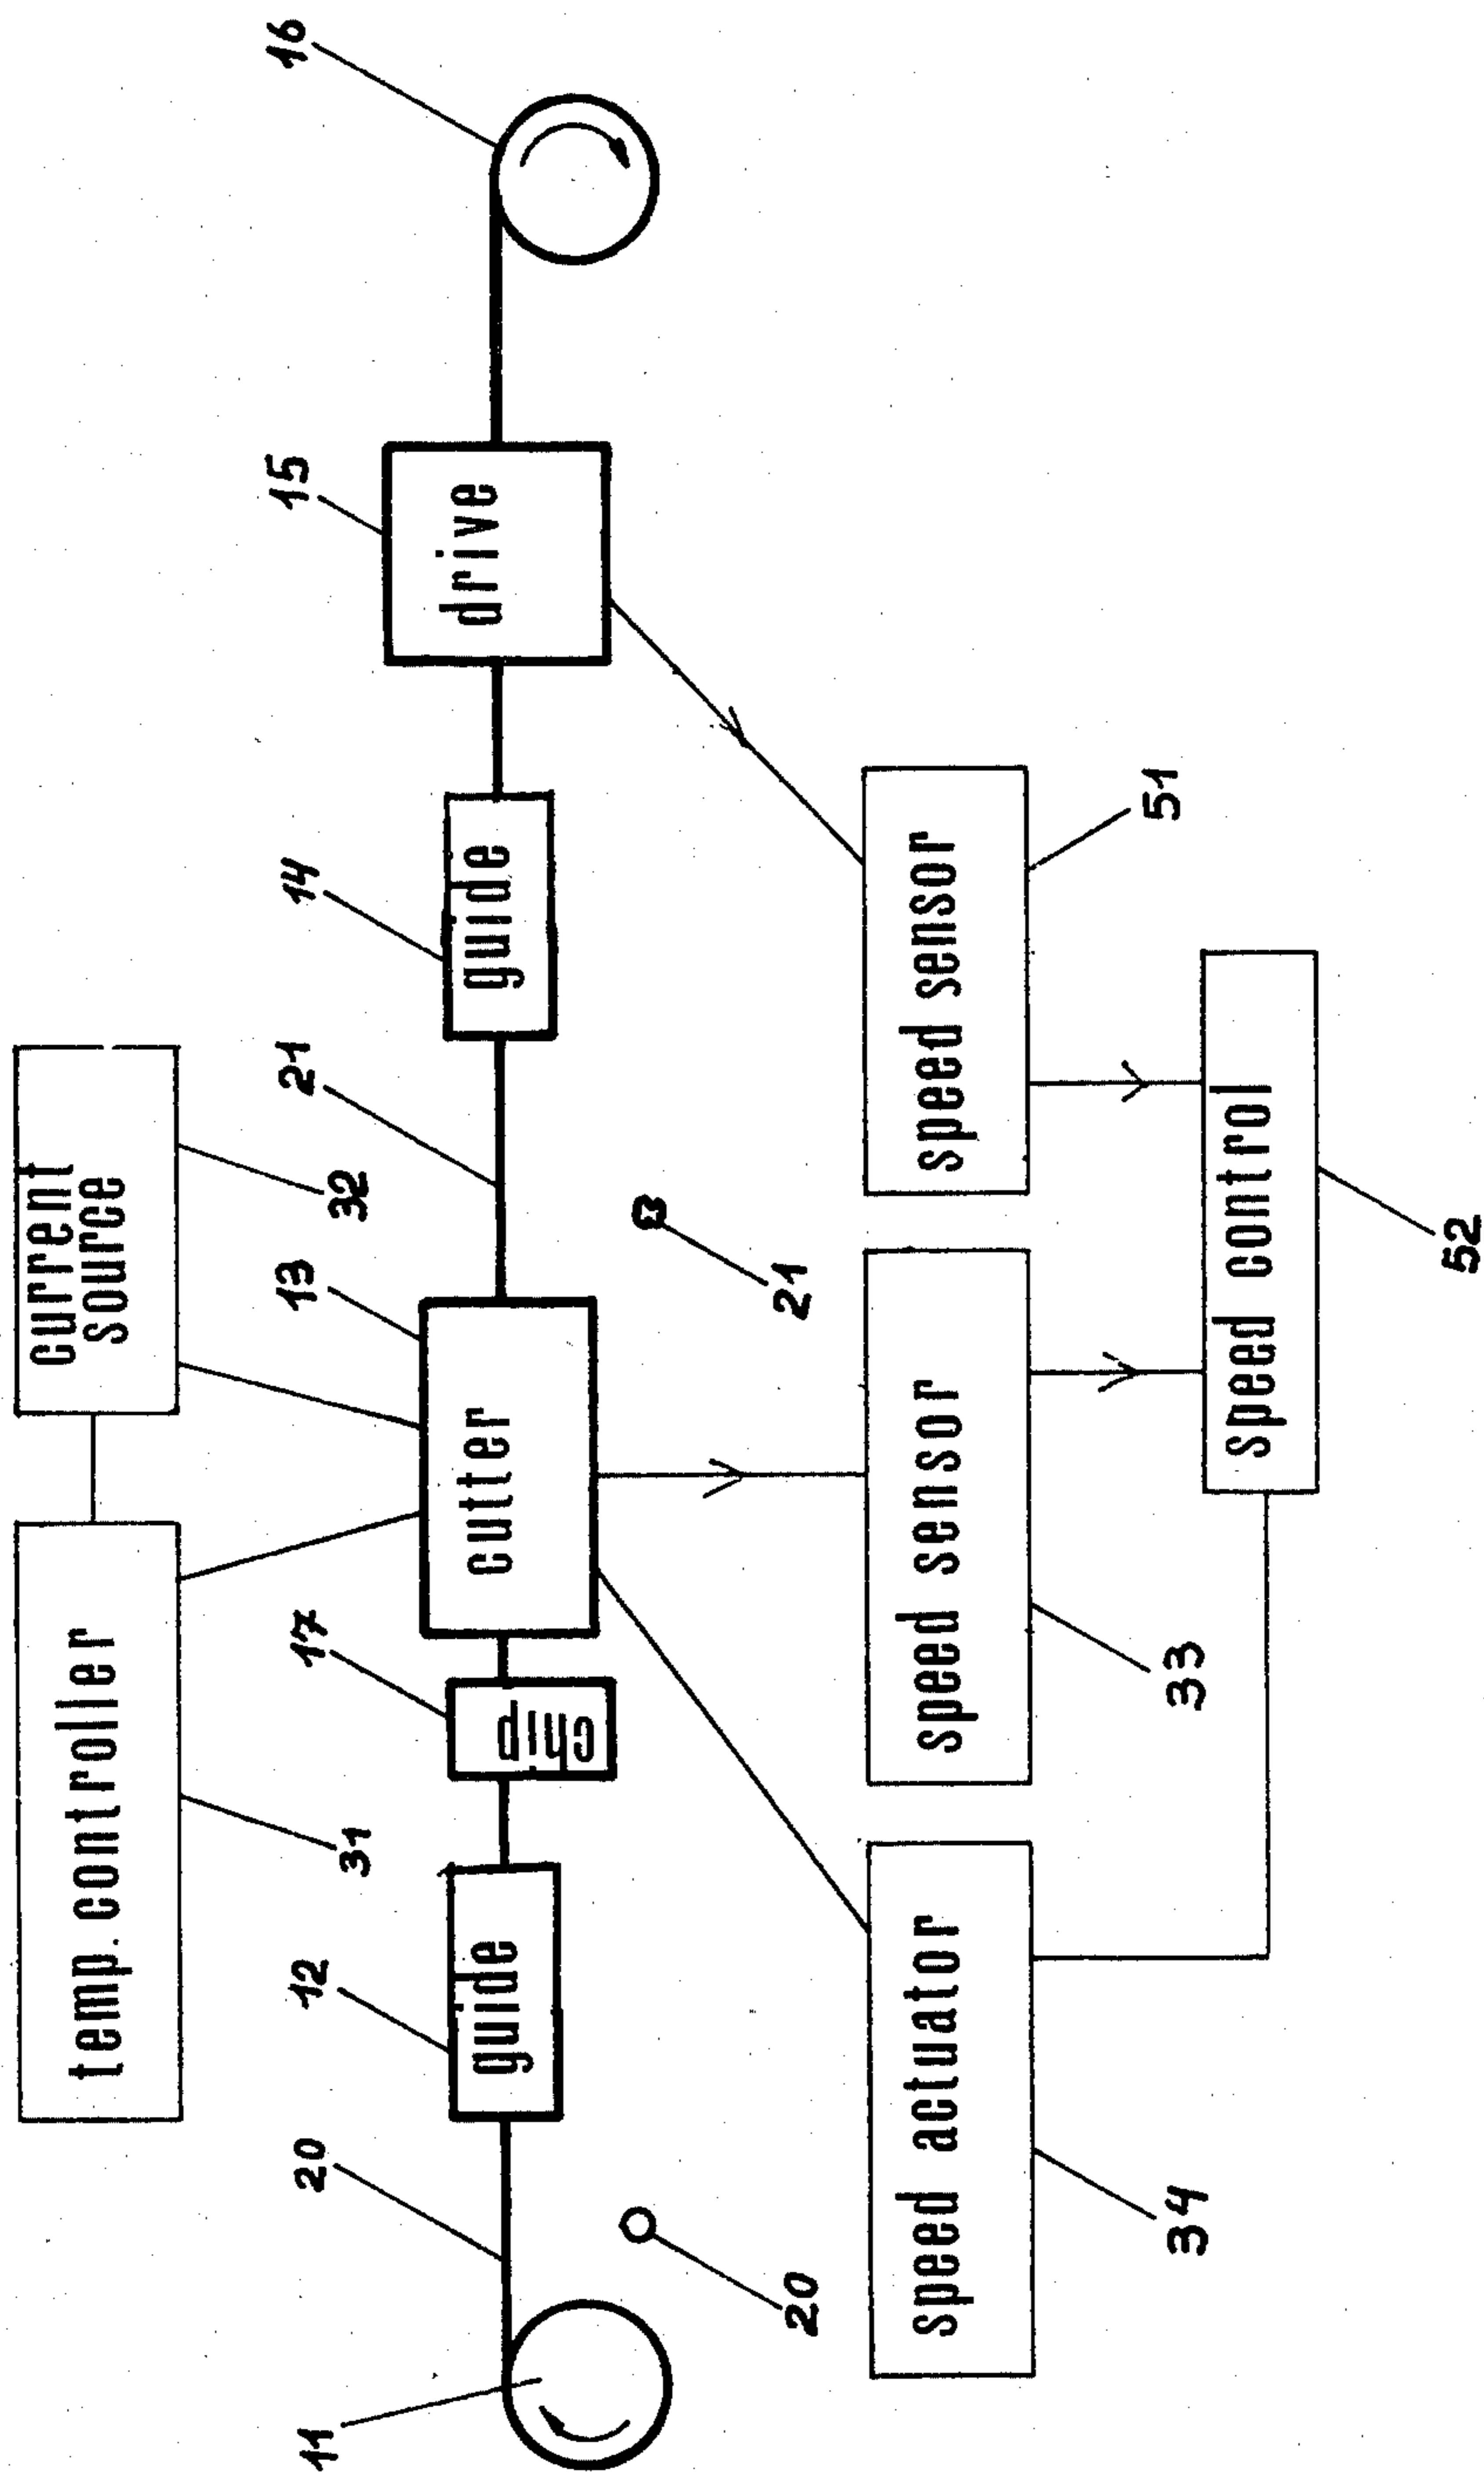 temp. controller
current
source
31
32
11
20
12
17
13
21
14
15
16
guide
chip
cutter
guide
drive
20
21
speed actuator
speed sensor
speed sensor
34
33
51
speed control
52